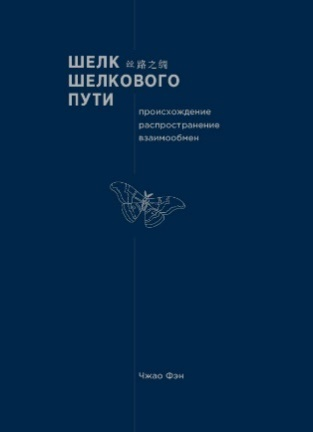 ШЕЛК 丝路之绸
ШЕЛКОВОГО
ПУТИ
происхождение
распространение
взаимообмен
Чжао Фэн